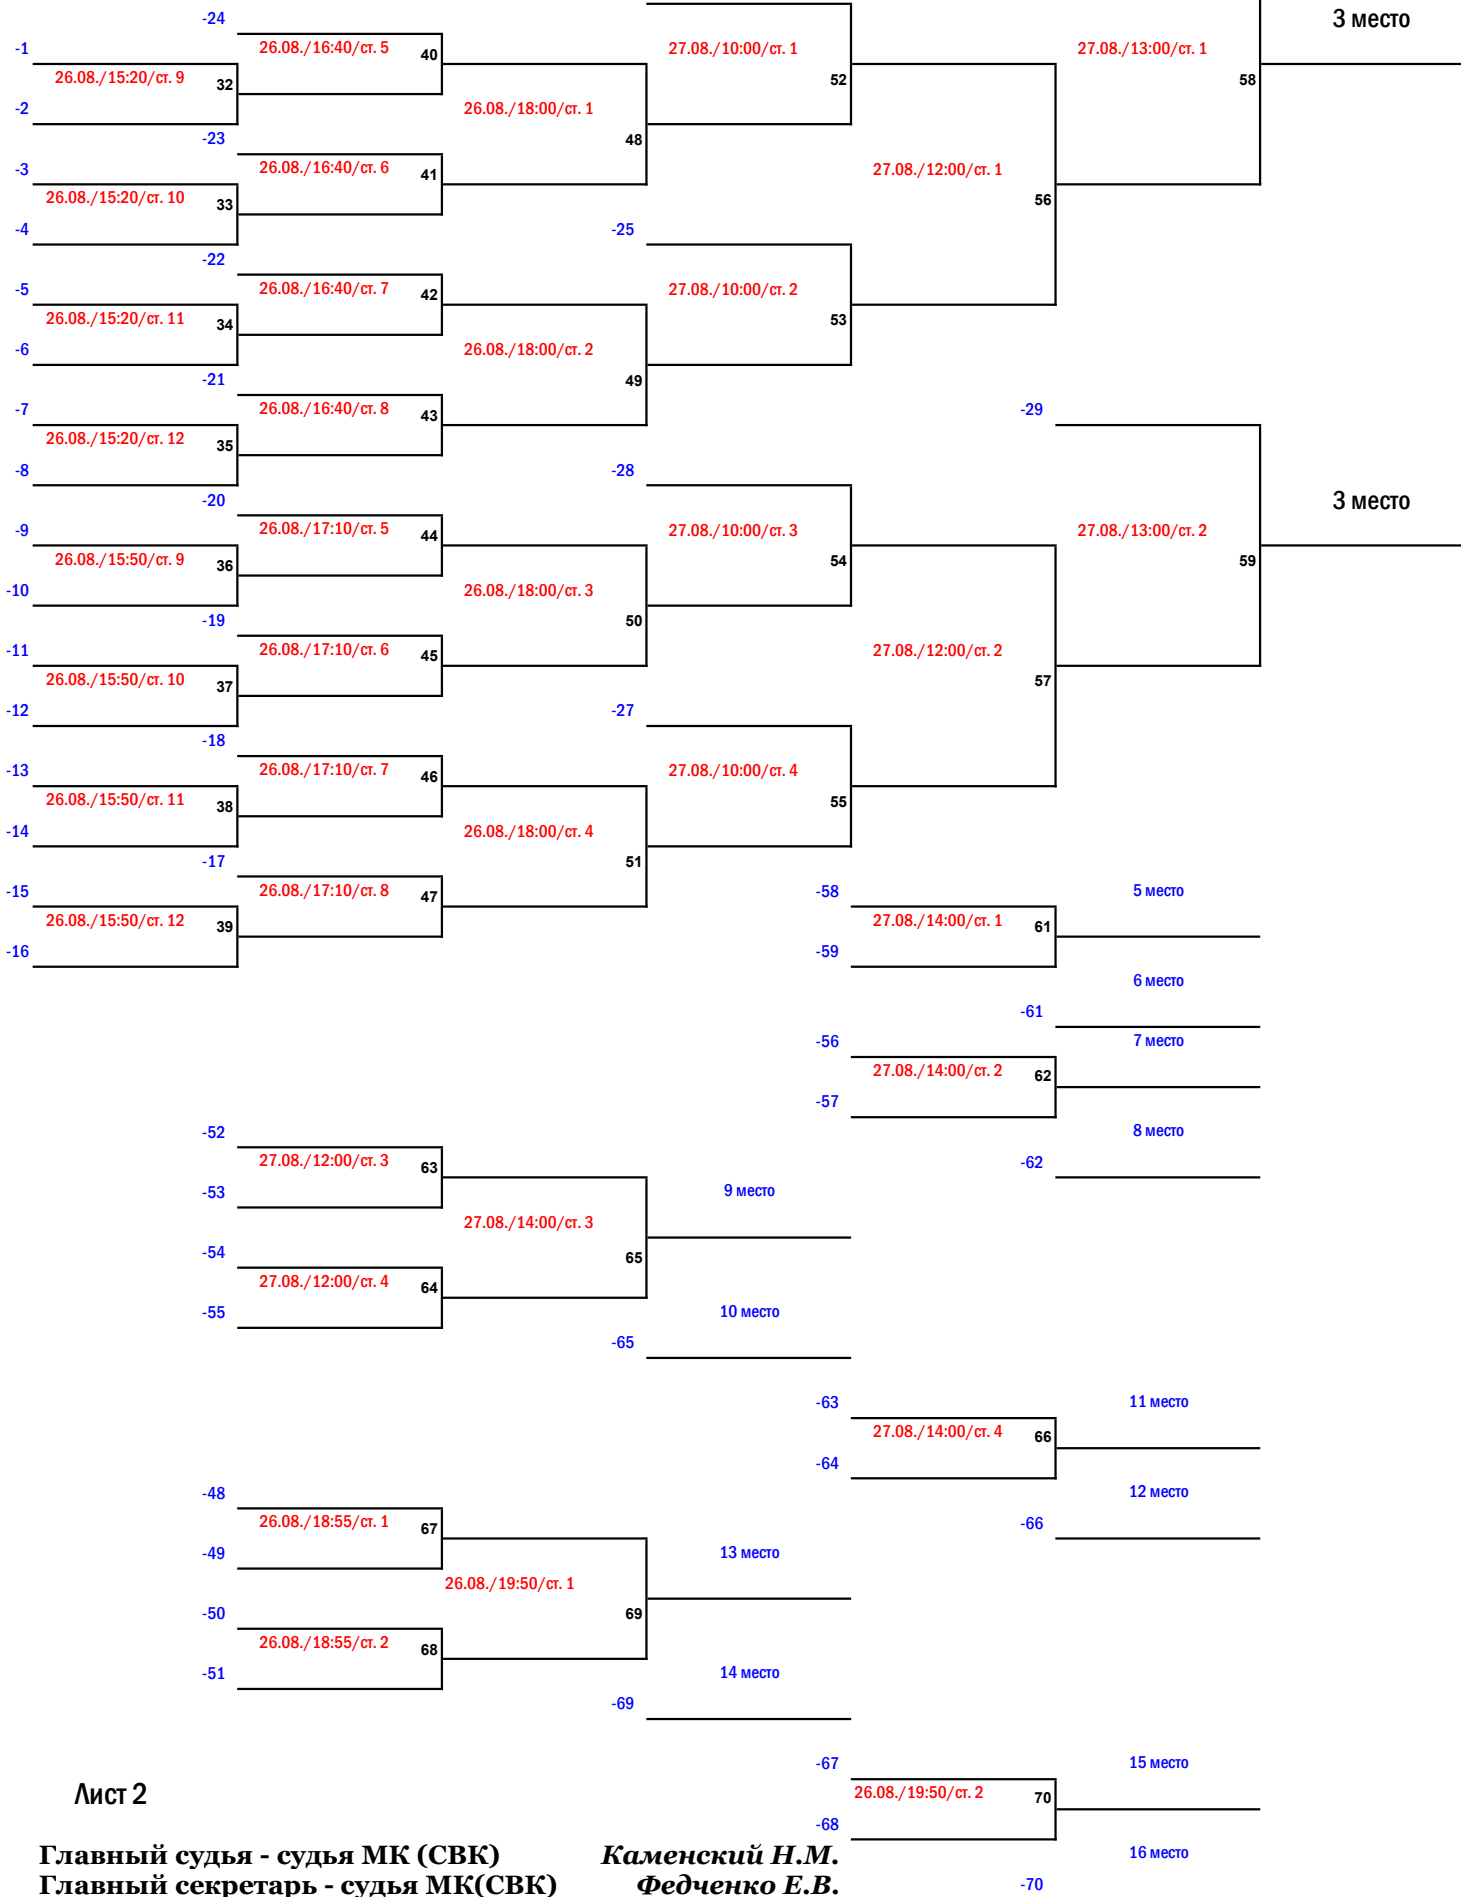 -24
3 место
-1
26.08./16:40/ст. 5
40
27.08./10:00/ст. 1
27.08./13:00/ст. 1
26.08./15:20/ст. 9
32
52
58
-2
26.08./18:00/ст. 1
-23
48
-3
26.08./16:40/ст. 6
41
27.08./12:00/ст. 1
26.08./15:20/ст. 10
33
56
-4
-25
-22
-5
26.08./16:40/ст. 7
42
27.08./10:00/ст. 2
26.08./15:20/ст. 11
34
53
-6
26.08./18:00/ст. 2
-21
49
-7
26.08./16:40/ст. 8
43
-29
26.08./15:20/ст. 12
35
-8
-28
-20
3 место
-9
26.08./17:10/ст. 5
44
27.08./10:00/ст. 3
27.08./13:00/ст. 2
26.08./15:50/ст. 9
36
54
59
-10
26.08./18:00/ст. 3
-19
50
-11
26.08./17:10/ст. 6
45
27.08./12:00/ст. 2
26.08./15:50/ст. 10
37
57
-12
-27
-18
-13
26.08./17:10/ст. 7
46
27.08./10:00/ст. 4
26.08./15:50/ст. 11
38
55
-14
26.08./18:00/ст. 4
-17
51
-15
26.08./17:10/ст. 8
47
-58
5 место
26.08./15:50/ст. 12
39
27.08./14:00/ст. 1
61
-16
-59
6 место
-61
-56
7 место
27.08./14:00/ст. 2
62
-57
-52
8 место
27.08./12:00/ст. 3
63
-62
-53
9 место
27.08./14:00/ст. 3
-54
65
27.08./12:00/ст. 4
64
-55
10 место
-65
-63
11 место
27.08./14:00/ст. 4
66
-64
-48
12 место
26.08./18:55/ст. 1
67
-66
-49
13 место
26.08./19:50/ст. 1
-50
69
26.08./18:55/ст. 2
68
-51
14 место
-69
-67
15 место
Лист 2
26.08./19:50/ст. 2
70
-68
Главный судья - судья МК (СВК)
Каменский Н.М.
16 место
Главный секретарь - судья МК(СВК)
Федченко Е.В.
-70